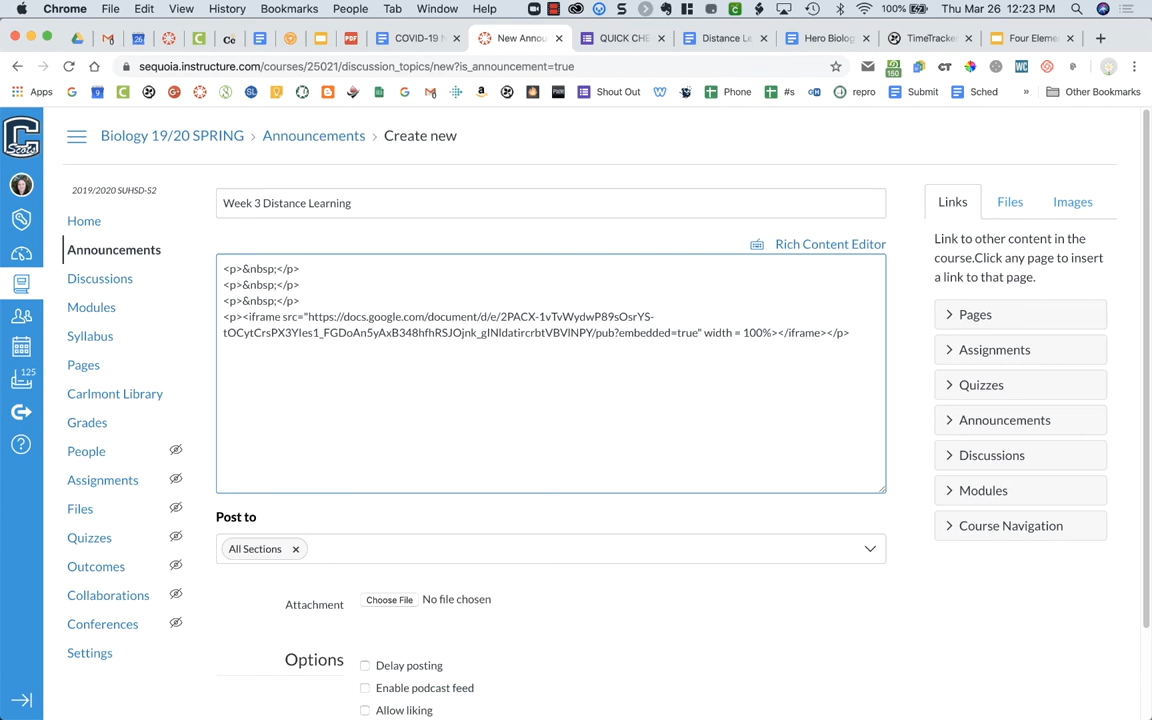 Chrome File Edit View History Bookmarks People Tab Window Help 100% Thu Mar 26 12:23 PM
COVID-19 N New Annou QUICK CHE Distance Le Hero Biolog TimeTracke Four Eleme
sequoia.instructure.com/courses/25021/discussion_topics/new?is_announcement=true
Apps Shout Out Phone #s repro Submit Sched » Other Bookmarks
Biology 19/20 SPRING > Announcements > Create new
2019/2020 SUHSD-S2
Home
Announcements
Discussions
Modules
Syllabus
Pages
Carlmont Library
Grades
People
Assignments
Files
Quizzes
Outcomes
Collaborations
Conferences
Settings
125
Week 3 Distance Learning
Rich Content Editor
<p>&nbsp;</p>
<p>&nbsp;</p>
<p>&nbsp;</p>
<p><iframe src="https://docs.google.com/document/d/e/2PACX-1vTvWydwP89sOsrYS-
tOCytCrsPX3YIes1_FGDoAn5yAxB348hfhRSJOjnk_gINldatircrbtVBVlNPY/pub?embedded=true" width = 100%></iframe></p>
Post to
All Sections ×
Attachment Choose File No file chosen
Options
Delay posting
Enable podcast feed
Allow liking
Links Files Images
Link to other content in the
course.Click any page to insert
a link to that page.
Pages
Assignments
Quizzes
Announcements
Discussions
Modules
Course Navigation